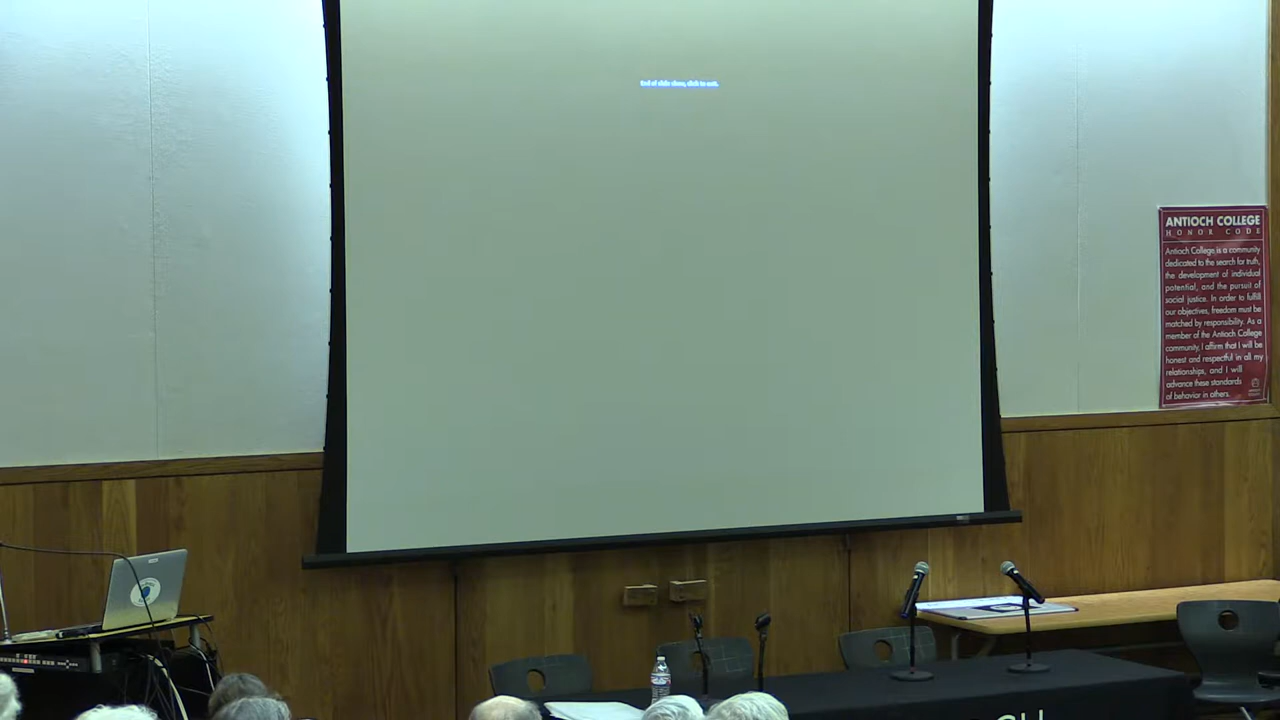 End of slide show, click to exit.
ANTIOCH COLLEGE
HONOR CODE
Antioch College is a community
dedicated to the search for truth,
the development of individual
potential, and the pursuit of
social justice. In order to fulfill
our objectives, freedom must be
matched by responsibility. As a
member of the Antioch College
community, I affirm that I will be
honest and respectful in all my
relationships, and I will
advance these standards
of behavior in others.
CH